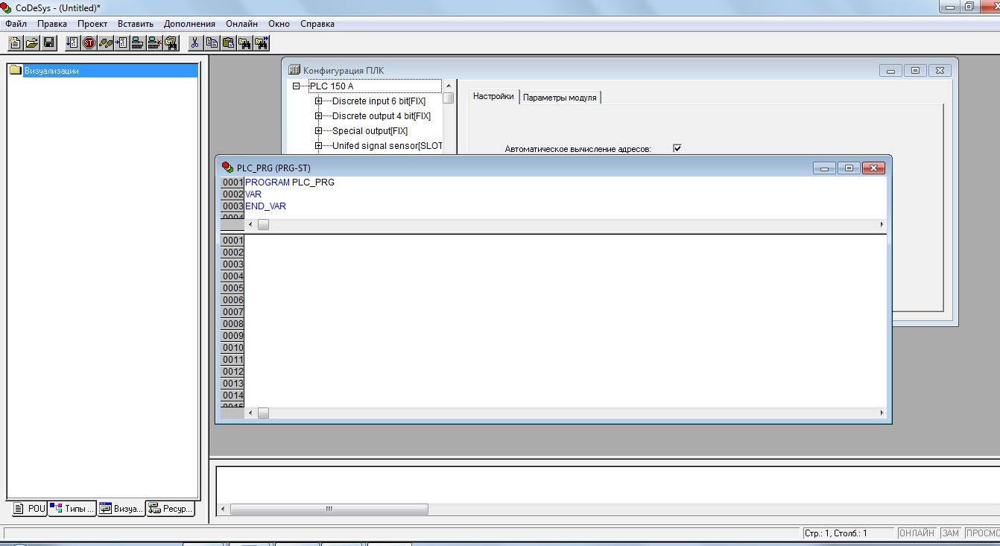 CoDeSys - (Untitled)*
Файл Правка Проект Вставить Дополнения Онлайн Окно Справка
Визуализации
Конфигурация ПЛК
PLC 150 A
Discrete input 6 bit[FIX]
Discrete output 4 bit[FIX]
Special output[FIX]
Unifed signal sensor[SLOT
Настройки Параметры модуля
Автоматическое вычисление адресов:
PLC_PRG (PRG-ST)
0001 PROGRAM PLC_PRG
0002 VAR
0003 END_VAR
0004
0001
0002
0003
0004
0005
0006
0007
0008
0009
0010
0011
0012
0013
0014
0015
POU Типы ... Визуа... Ресур...
Стр.: 1, Столб.: 1 ОНЛАЙН ЗАМ ПРОСМО